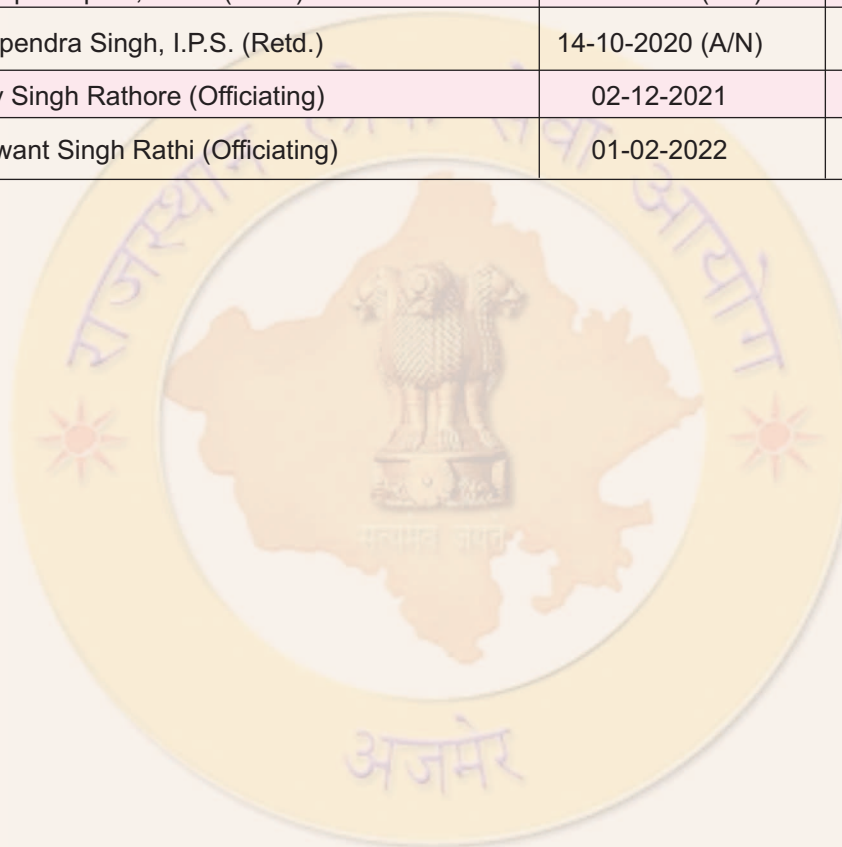 pendra Singh, I.P.S. (Retd.) 14-10-2020 (A/N)
Singh Rathore (Officiating) 02-12-2021
want Singh Rathi (Officiating) 01-02-2022
राजस्थान लोक सेवा आयोग
सत्यमेव जयते
अजमेर